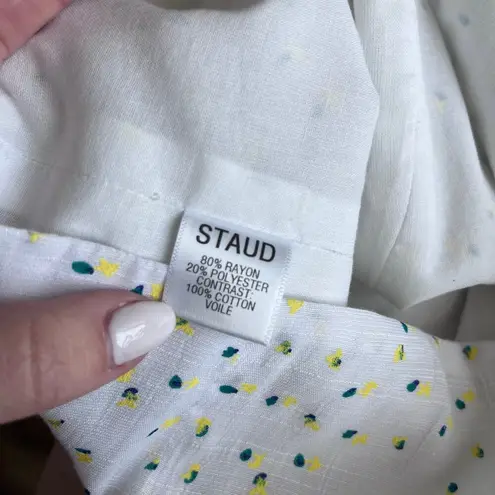 STAUD
80% RAYON
20% POLYESTER
CONTRAST:
100% COTTON
VOILE